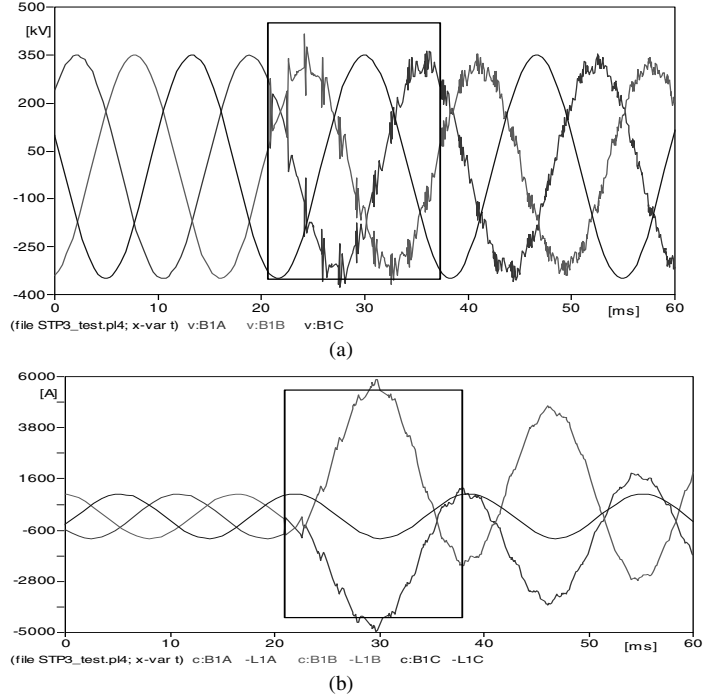 500
[kV]
350
200
50
-100
-250
-400
0 10 20 30 40 50 [ms] 60
(file STP3_test.pl4; x-var t) v:B1A v:B1B v:B1C
(a)
6000
[A]
3800
1600
-600
-2800
-5000
0 10 20 30 40 50 [ms] 60
(file STP3_test.pl4; x-var t) c:B1A -L1A c:B1B -L1B c:B1C -L1C
(b)